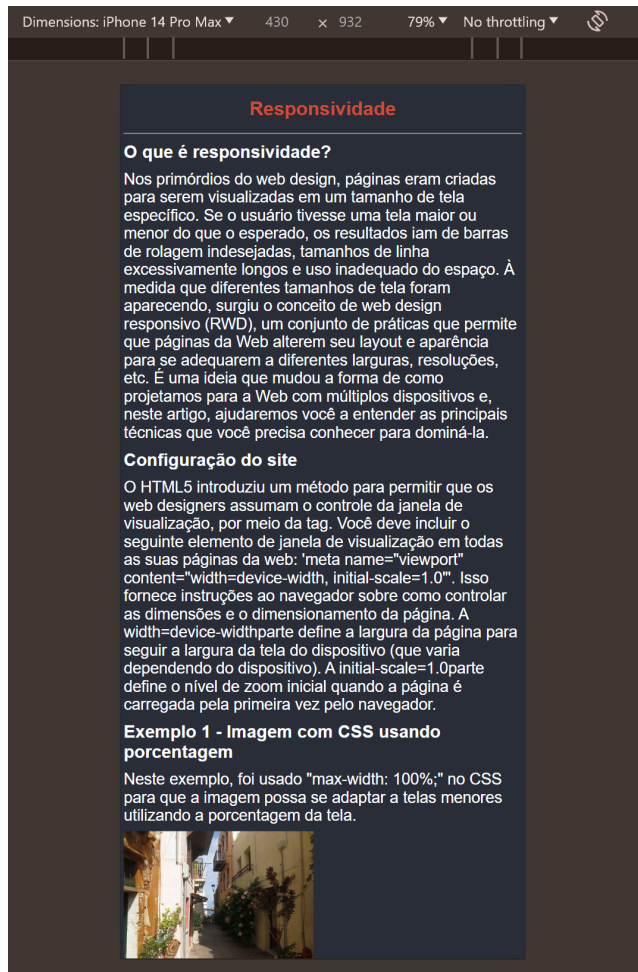 Dimensions: iPhone 14 Pro Max ▼ 430 × 932 79% ▼ No throttling ▼
Responsividade
O que é responsividade?
Nos primórdios do web design, páginas eram criadas
para serem visualizadas em um tamanho de tela
específico. Se o usuário tivesse uma tela maior ou
menor do que o esperado, os resultados iam de barras
de rolagem indesejadas, tamanhos de linha
excessivamente longos e uso inadequado do espaço. À
medida que diferentes tamanhos de tela foram
aparecendo, surgiu o conceito de web design
responsivo (RWD), um conjunto de práticas que permite
que páginas da Web alterem seu layout e aparência
para se adequarem a diferentes larguras, resoluções,
etc. É uma ideia que mudou a forma de como
projetamos para a Web com múltiplos dispositivos e,
neste artigo, ajudaremos você a entender as principais
técnicas que você precisa conhecer para dominá-la.
Configuração do site
O HTML5 introduziu um método para permitir que os
web designers assumam o controle da janela de
visualização, por meio da tag. Você deve incluir o
seguinte elemento de janela de visualização em todas
as suas páginas da web: 'meta name="viewport"
content="width=device-width, initial-scale=1.0"'. Isso
fornece instruções ao navegador sobre como controlar
as dimensões e o dimensionamento da página. A
width=device-widthparte define a largura da página para
seguir a largura da tela do dispositivo (que varia
dependendo do dispositivo). A initial-scale=1.0parte
define o nível de zoom inicial quando a página é
carregada pela primeira vez pelo navegador.
Exemplo 1 - Imagem com CSS usando
porcentagem
Neste exemplo, foi usado "max-width: 100%;" no CSS
para que a imagem possa se adaptar a telas menores
utilizando a porcentagem da tela.